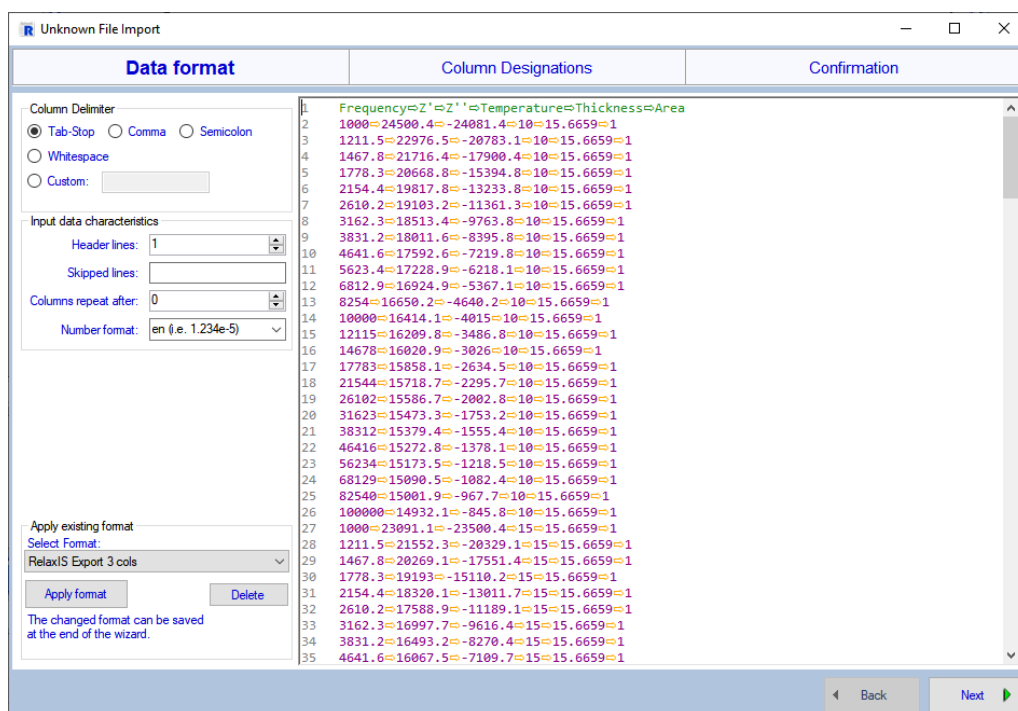 Unknown File Import
Data format
Column Designations
Confirmation
Column Delimiter
Tab-Stop
Comma
Semicolon
Whitespace
Custom:
Input data characteristics
Header lines: 1
Skipped lines:
Columns repeat after: 0
Number format: en (i.e. 1.234e-5)
Apply existing format
Select Format:
RelaxIS Export 3 cols
Apply format
Delete
The changed format can be saved
at the end of the wizard.
1 Frequency⇨Z'⇨Z''⇨Temperature⇨Thickness⇨Area
2 1000⇨24500.4⇨-24081.4⇨10⇨15.6659⇨1
3 1211.5⇨22976.5⇨-20783.1⇨10⇨15.6659⇨1
4 1467.8⇨21716.4⇨-17900.4⇨10⇨15.6659⇨1
5 1778.3⇨20668.8⇨-15394.8⇨10⇨15.6659⇨1
6 2154.4⇨19817.8⇨-13233.8⇨10⇨15.6659⇨1
7 2610.2⇨19103.2⇨-11361.3⇨10⇨15.6659⇨1
8 3162.3⇨18513.4⇨-9763.8⇨10⇨15.6659⇨1
9 3831.2⇨18011.6⇨-8395.8⇨10⇨15.6659⇨1
10 4641.6⇨17592.6⇨-7219.8⇨10⇨15.6659⇨1
11 5623.4⇨17228.9⇨-6218.1⇨10⇨15.6659⇨1
12 6812.9⇨16924.9⇨-5367.1⇨10⇨15.6659⇨1
13 8254⇨16650.2⇨-4640.2⇨10⇨15.6659⇨1
14 10000⇨16414.1⇨-4015⇨10⇨15.6659⇨1
15 12115⇨16209.8⇨-3486.8⇨10⇨15.6659⇨1
16 14678⇨16020.9⇨-3026⇨10⇨15.6659⇨1
17 17783⇨15858.1⇨-2634.5⇨10⇨15.6659⇨1
18 21544⇨15718.7⇨-2295.7⇨10⇨15.6659⇨1
19 26102⇨15586.7⇨-2002.8⇨10⇨15.6659⇨1
20 31623⇨15473.3⇨-1753.2⇨10⇨15.6659⇨1
21 38312⇨15379.4⇨-1555.4⇨10⇨15.6659⇨1
22 46416⇨15272.8⇨-1378.1⇨10⇨15.6659⇨1
23 56234⇨15173.5⇨-1218.5⇨10⇨15.6659⇨1
24 68129⇨15090.5⇨-1082.4⇨10⇨15.6659⇨1
25 82540⇨15001.9⇨-967.7⇨10⇨15.6659⇨1
26 100000⇨14932.1⇨-845.8⇨10⇨15.6659⇨1
27 1000⇨23091.1⇨-23500.4⇨15⇨15.6659⇨1
28 1211.5⇨21552.3⇨-20329.1⇨15⇨15.6659⇨1
29 1467.8⇨20269.1⇨-17551.4⇨15⇨15.6659⇨1
30 1778.3⇨19193⇨-15110.2⇨15⇨15.6659⇨1
31 2154.4⇨18320.1⇨-13011.7⇨15⇨15.6659⇨1
32 2610.2⇨17588.9⇨-11189.1⇨15⇨15.6659⇨1
33 3162.3⇨16997.7⇨-9616.4⇨15⇨15.6659⇨1
34 3831.2⇨16493.2⇨-8270.4⇨15⇨15.6659⇨1
35 4641.6⇨16067.5⇨-7109.7⇨15⇨15.6659⇨1
Back
Next